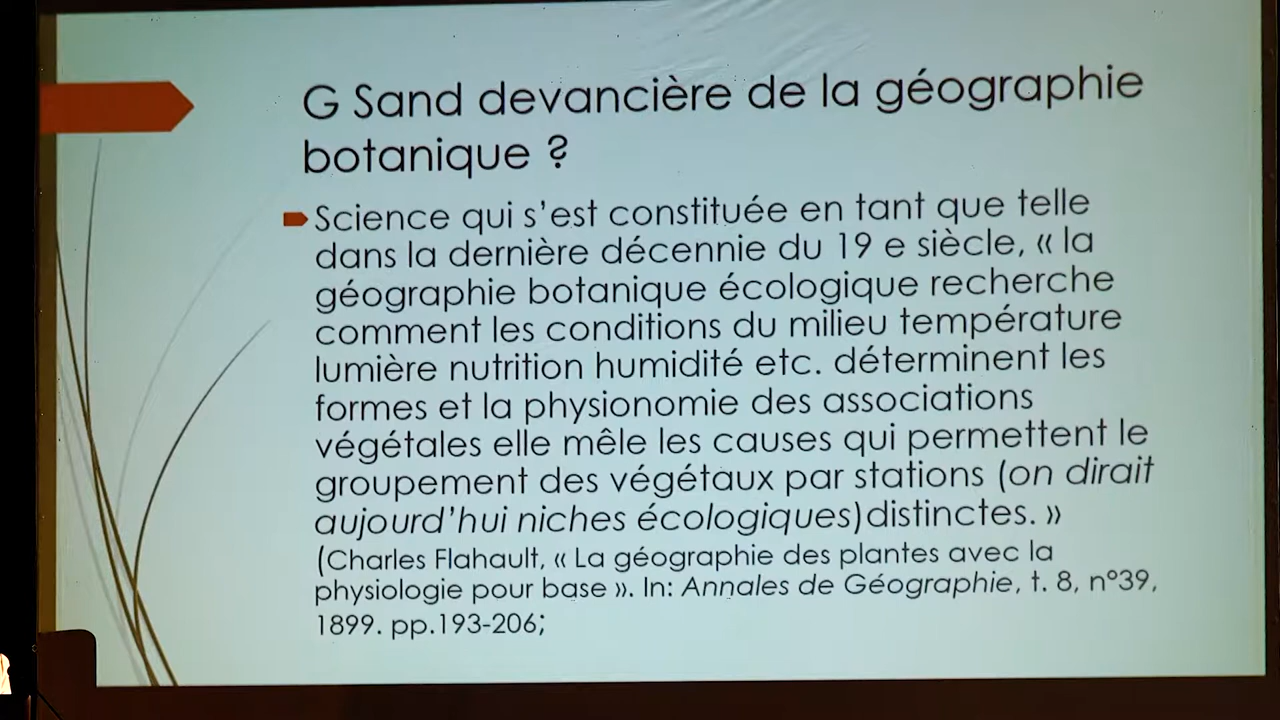 G Sand devancière de la géographie
botanique ?
Science qui s'est constituée en tant que telle
dans la dernière décennie du 19 e siècle, « la
géographie botanique écologique recherche
comment les conditions du milieu température
lumière nutrition humidité etc. déterminent les
formes et la physionomie des associations
végétales elle mêle les causes qui permettent le
groupement des végétaux par stations (on dirait
aujourd'hui niches écologiques)distinctes. »
(Charles Flahault, « La géographie des plantes avec la
physiologie pour base ». In: Annales de Géographie, t. 8, n°39,
1899. pp.193-206;